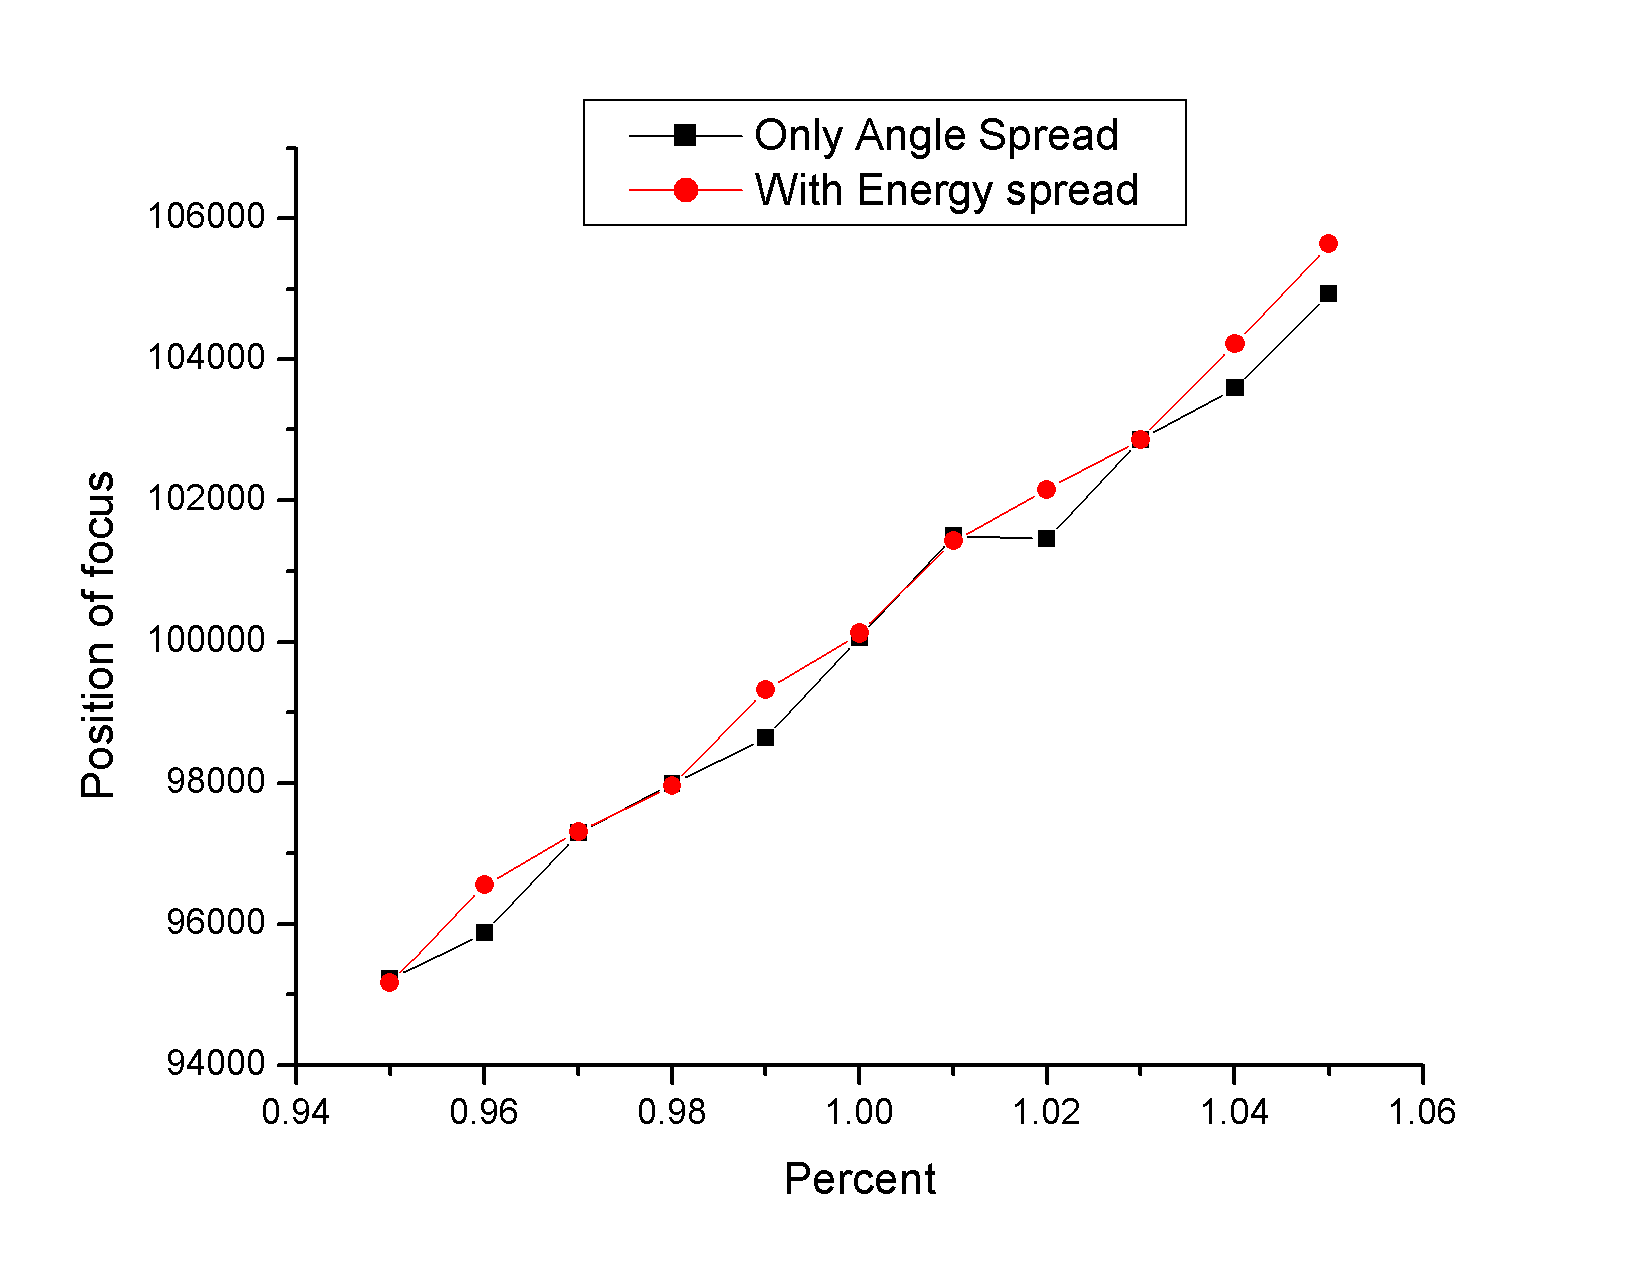 Only Angle Spread
With Energy spread
106000
104000
102000
100000
98000
96000
94000
Position of focus
0.94 0.96 0.98 1.00 1.02 1.04 1.06
Percent